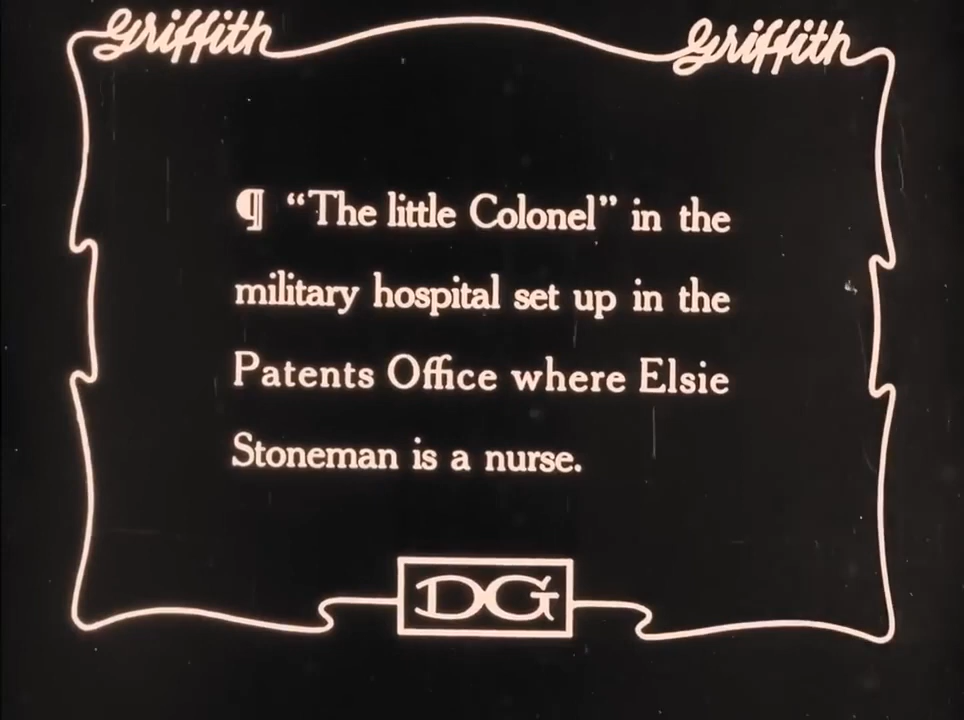 Griffith Griffith
¶ “The little Colonel” in the
military hospital set up in the
Patents Office where Elsie
Stoneman is a nurse.
DG